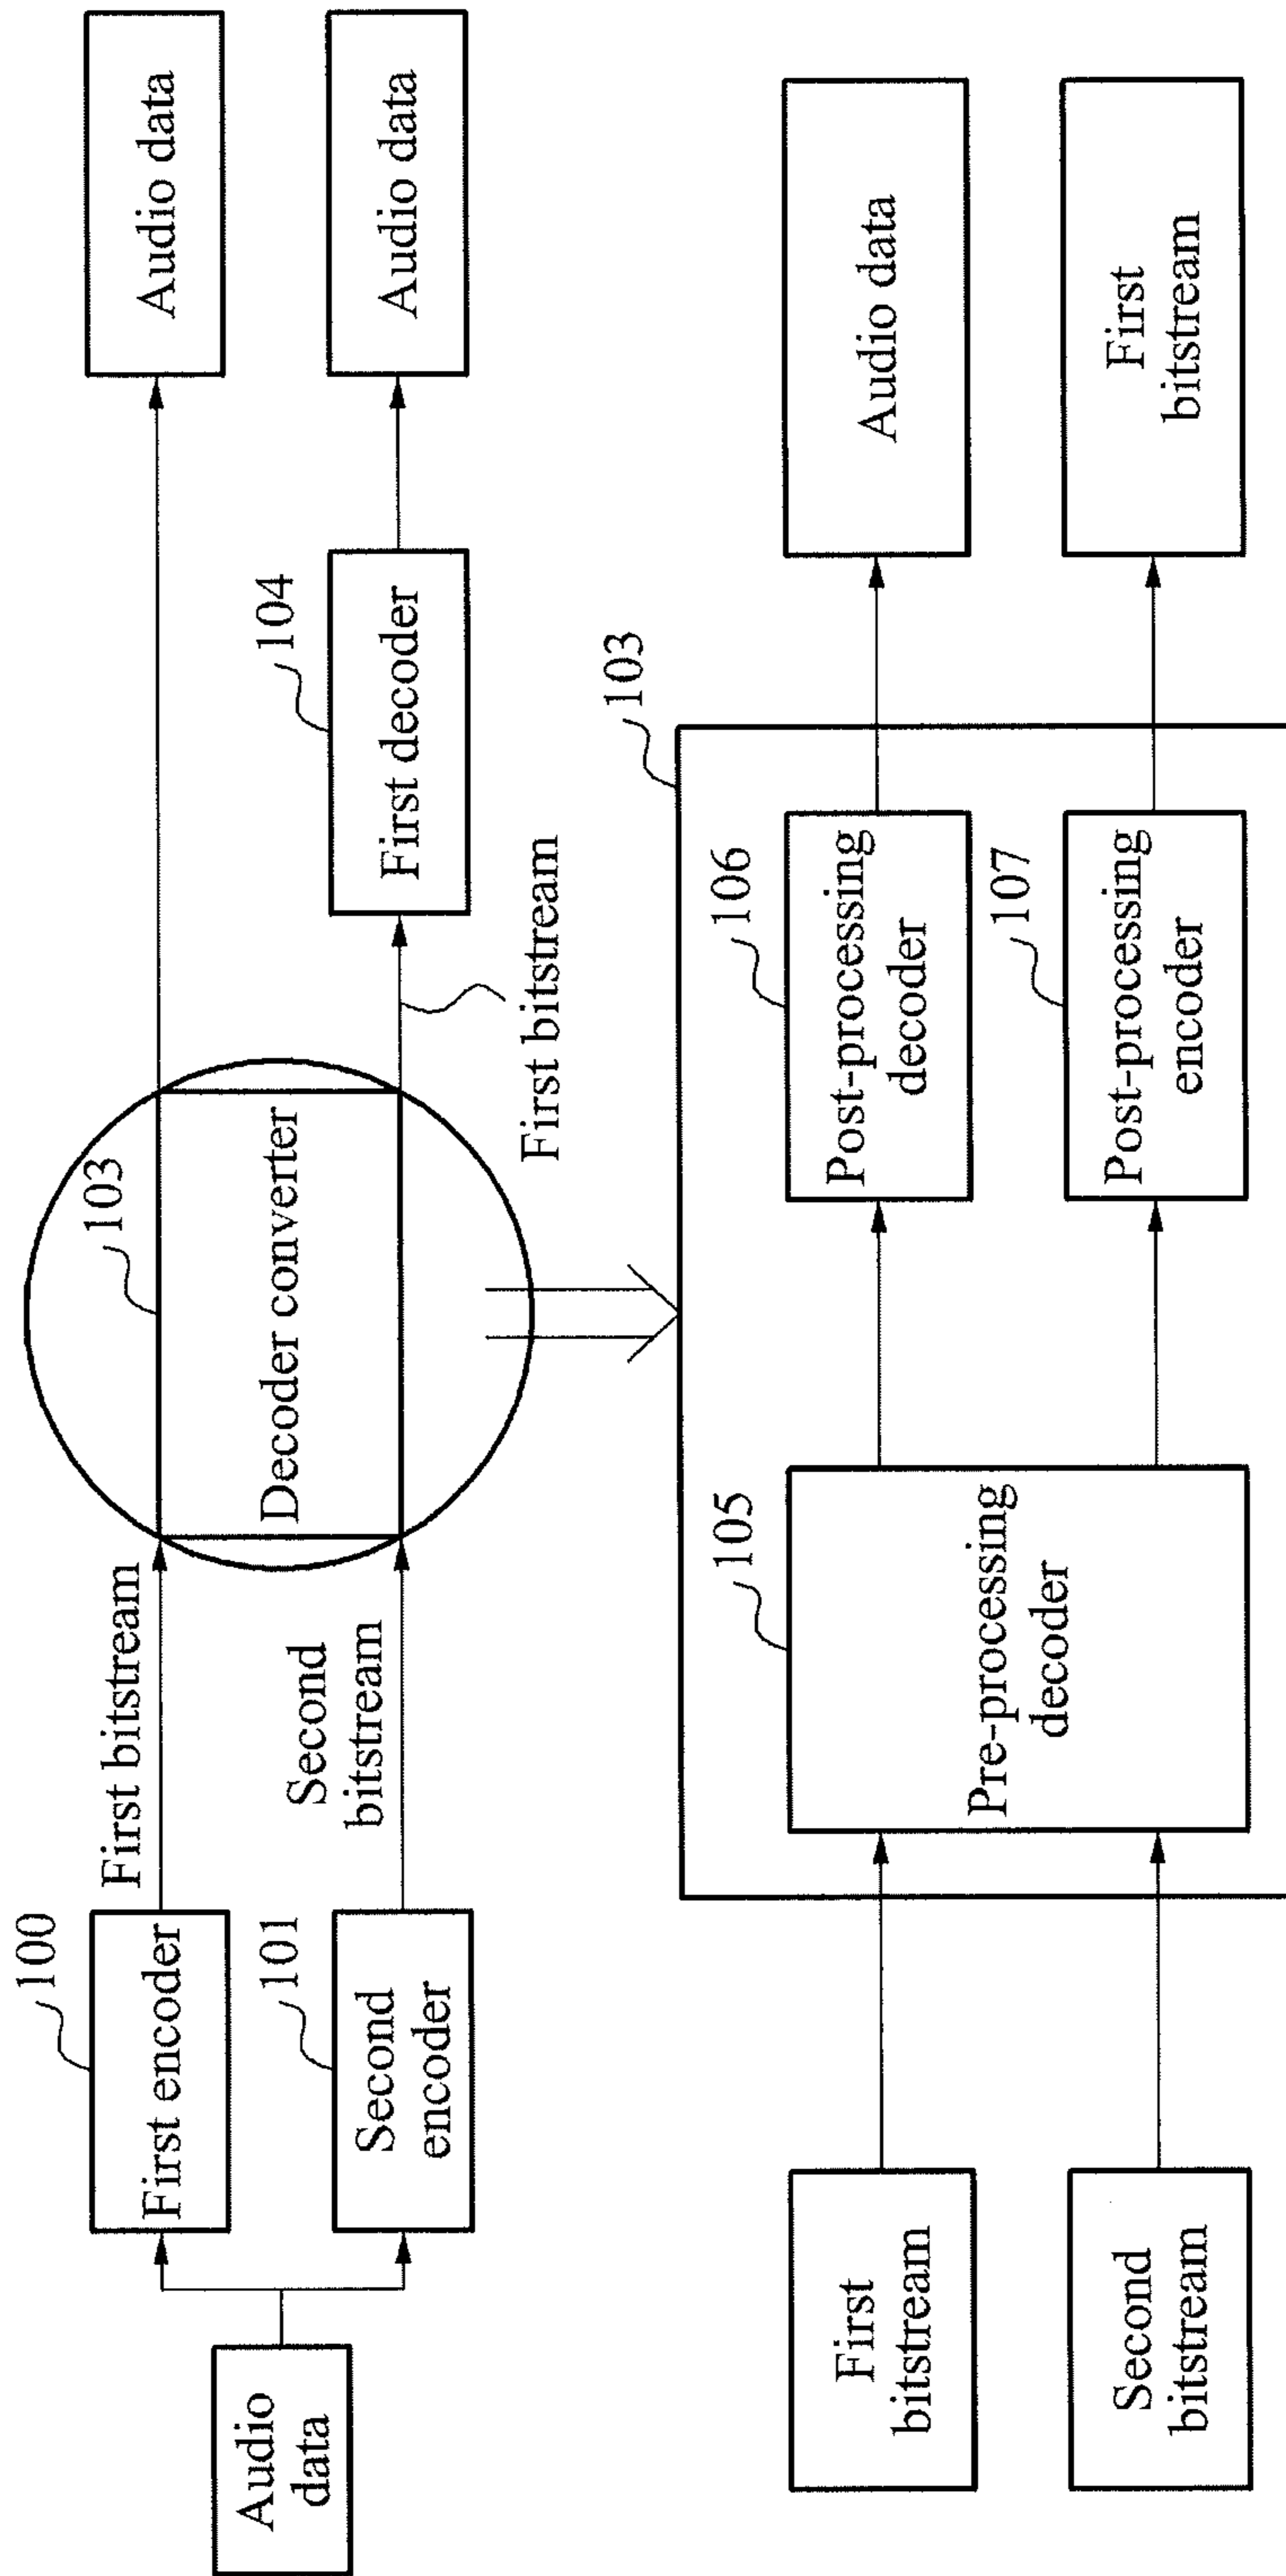 Audio
data
100
First encoder
101
Second
encoder
First bitstream
Second
bitstream
103
Decoder converter
First bitstream
104
First decoder
Audio data
Audio data
First
bitstream
Second
bitstream
103
105
Pre-processing
decoder
106
Post-processing
decoder
107
Post-processing
encoder
Audio data
First
bitstream